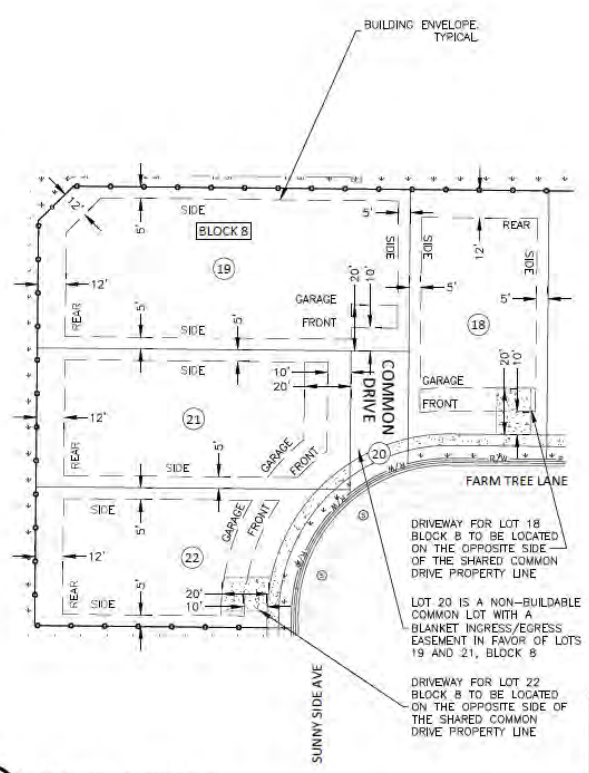 BUILDING ENVELOPE.
TYPICAL
12'
SIDE
5'
BLOCK 8
19
12'
REAR
5'
SIDE
20'
10'
GARAGE
FRONT
SIDE
5'
5'
SIDE
5'
REAR
12'
SIDE
5'
18
20'
10'
GARAGE
FRONT
SIDE
10'
20'
COMMON
DRIVE
12'
21
REAR
5'
SIDE
GARAGE
FRONT
20
R/W
R/W
R/W
FARM TREE LANE
SIDE
5'
GARAGE
FRONT
12'
22
REAR
5'
SIDE
20'
10'
S
S
DRIVEWAY FOR LOT 18
BLOCK 8 TO BE LOCATED
ON THE OPPOSITE SIDE
OF THE SHARED COMMON
DRIVE PROPERTY LINE
LOT 20 IS A NON-BUILDABLE
COMMON LOT WITH A
BLANKET INGRESS/EGRESS
EASEMENT IN FAVOR OF LOTS
19 AND 21, BLOCK 8
DRIVEWAY FOR LOT 22
BLOCK 8 TO BE LOCATED
ON THE OPPOSITE SIDE OF
THE SHARED COMMON
DRIVE PROPERTY LINE
SUNNY SIDE AVE